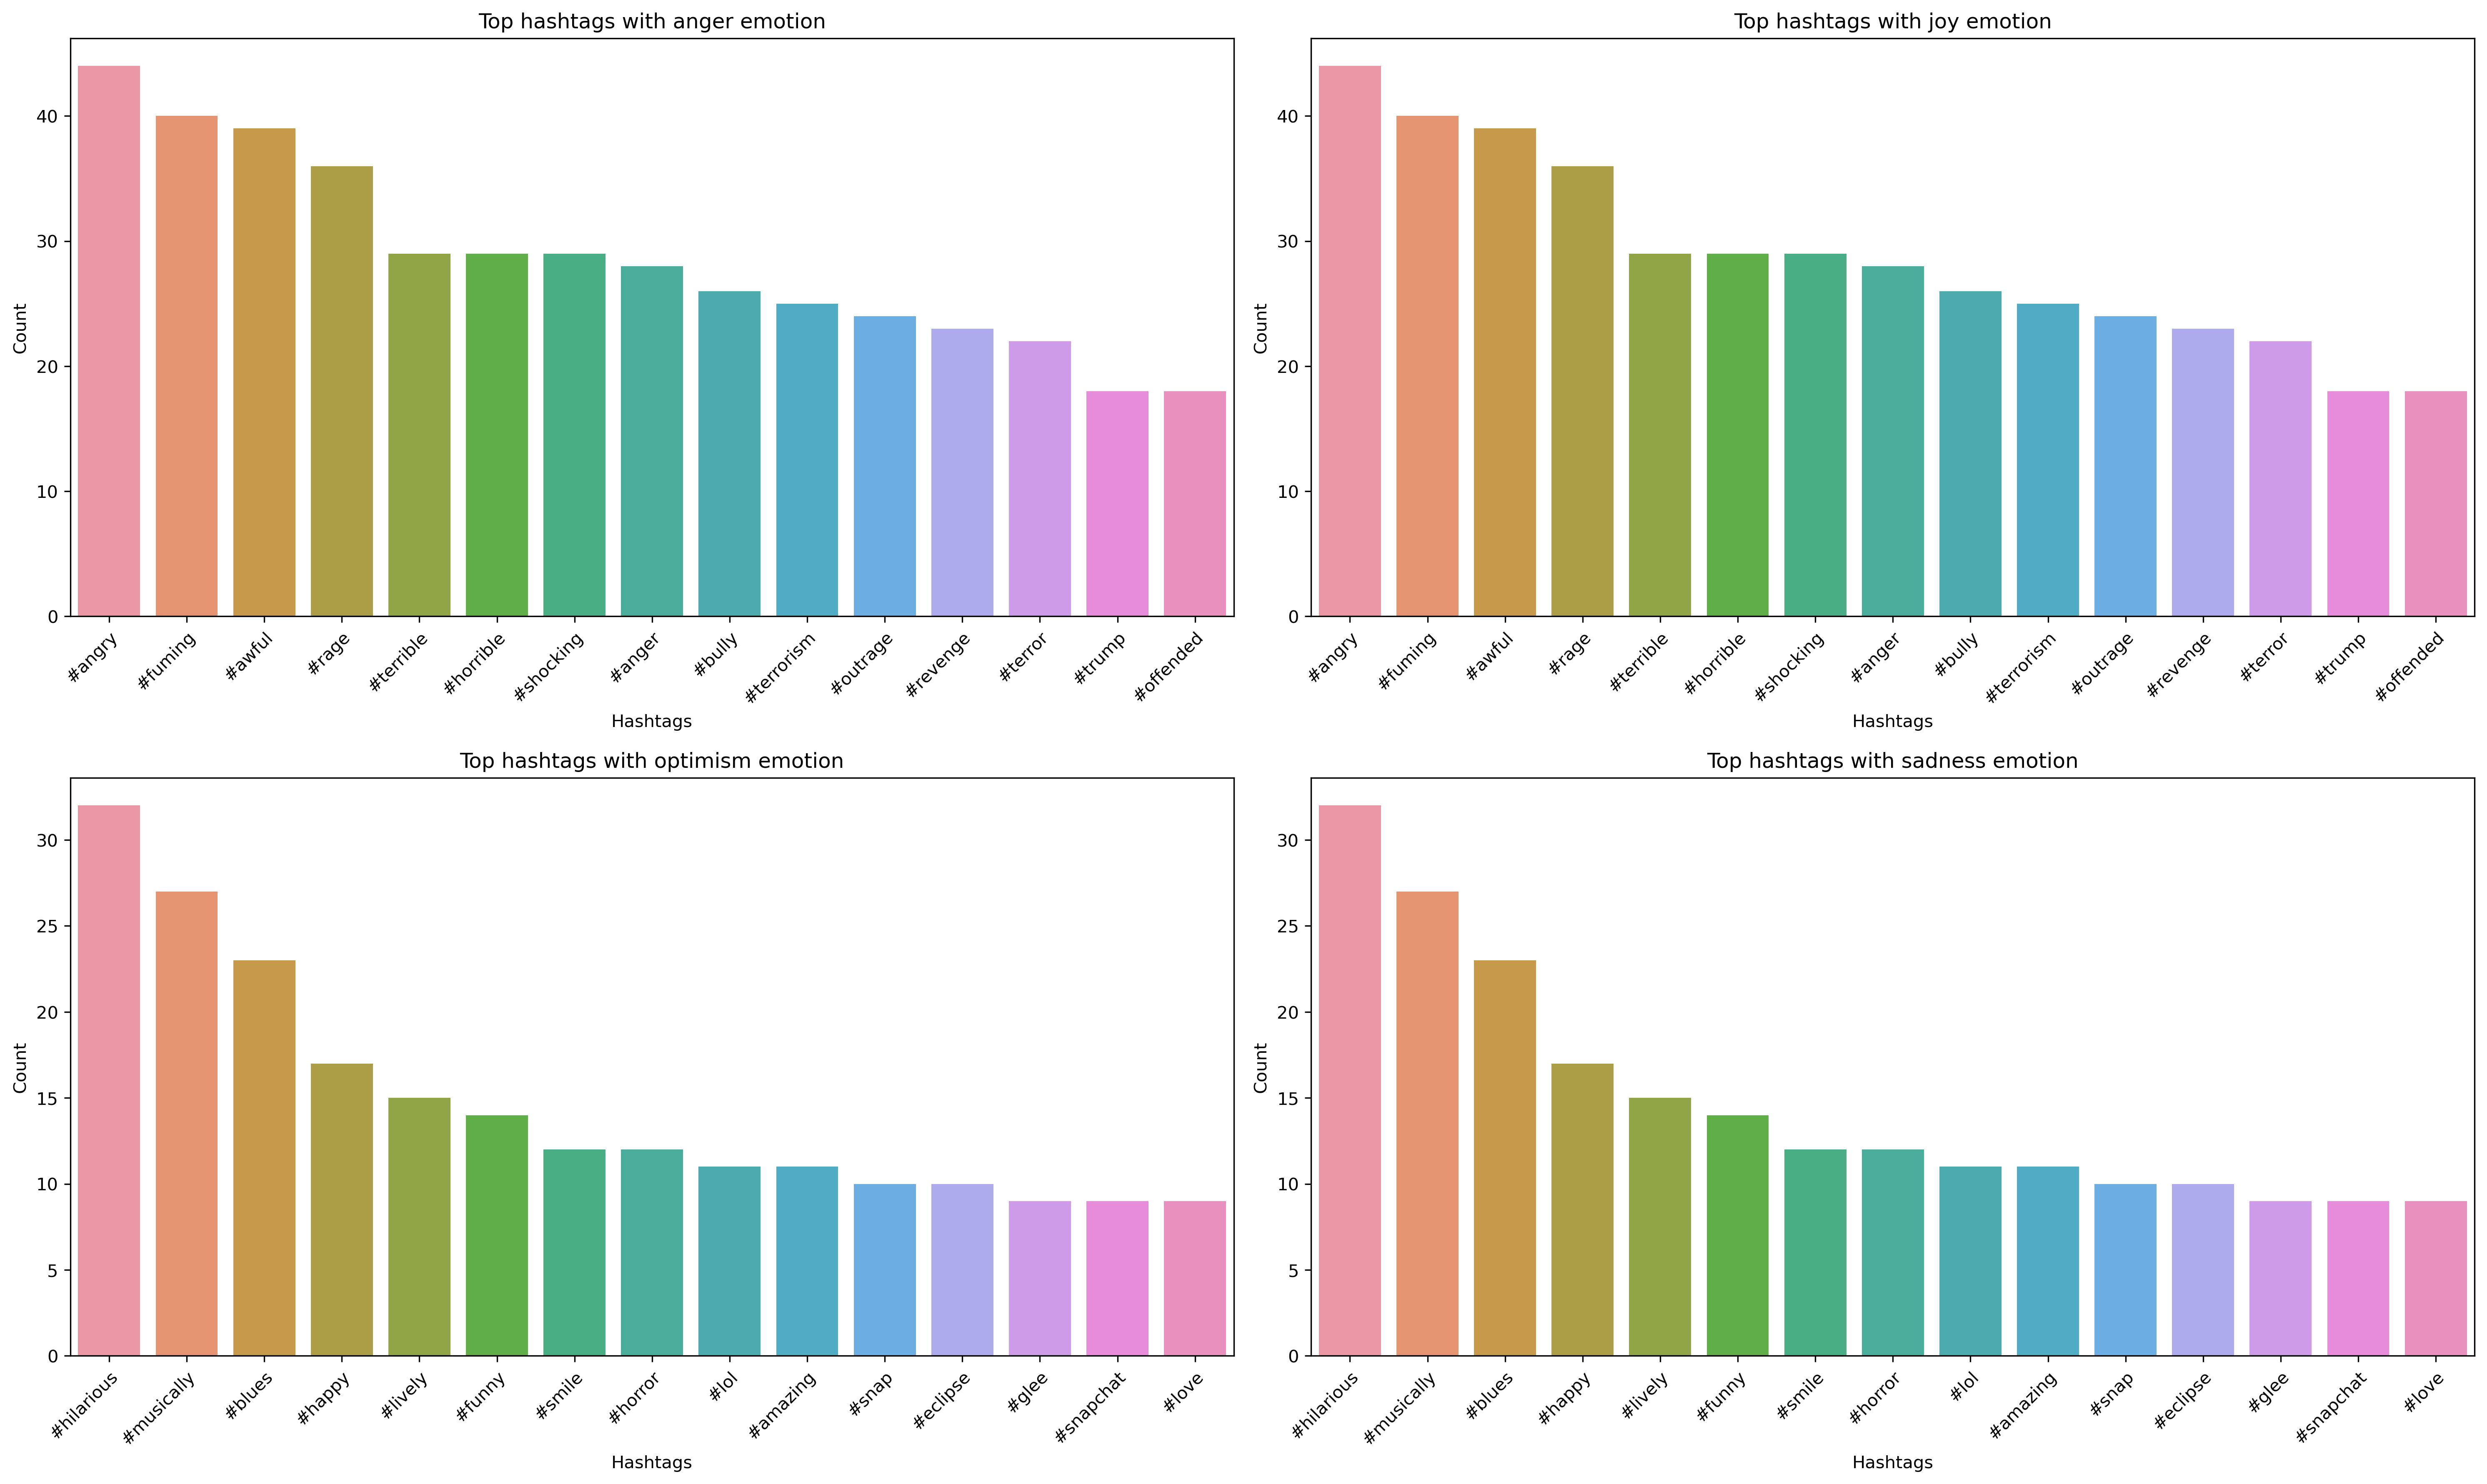 Top hashtags with anger emotion
Count
40
30
20
10
0
#angry
#fuming
#awful
#rage
#terrible
#horrible
#shocking
#anger
#bully
#terrorism
#outrage
#revenge
#terror
#trump
#offended
Hashtags
Top hashtags with joy emotion
Count
40
30
20
10
0
#angry
#fuming
#awful
#rage
#terrible
#horrible
#shocking
#anger
#bully
#terrorism
#outrage
#revenge
#terror
#trump
#offended
Hashtags
Top hashtags with optimism emotion
Count
30
25
20
15
10
5
0
#hilarious
#musically
#blues
#happy
#lively
#funny
#smile
#horror
#lol
#amazing
#snap
#eclipse
#glee
#snapchat
#love
Hashtags
Top hashtags with sadness emotion
Count
30
25
20
15
10
5
0
#hilarious
#musically
#blues
#happy
#lively
#funny
#smile
#horror
#lol
#amazing
#snap
#eclipse
#glee
#snapchat
#love
Hashtags